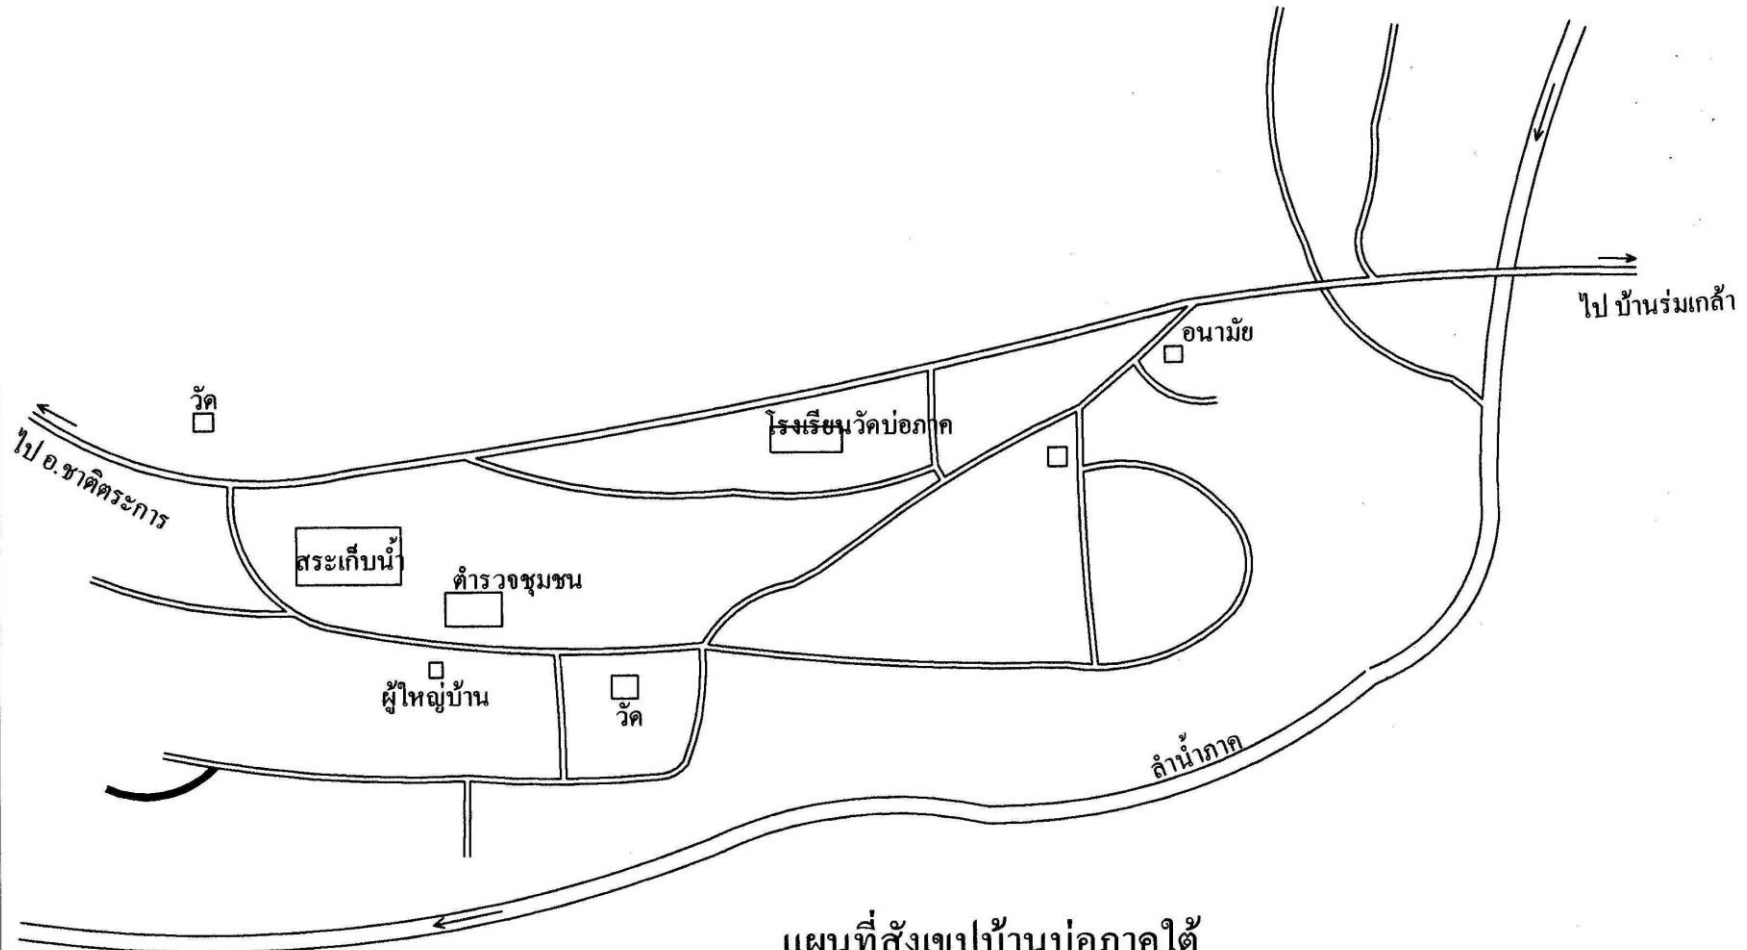 ไป บ้านร่มเกล้า
อนามัย
วัด
โรงเรียนวัดบ่อภาค
ไป อ.ชาติตระการ
สระเก็บน้ำ
ตำรวจชุมชน
ผู้ใหญ่บ้าน
วัด
ลำน้ำภาค
แผนที่สังเขปบ้านบ่อภาคใต้